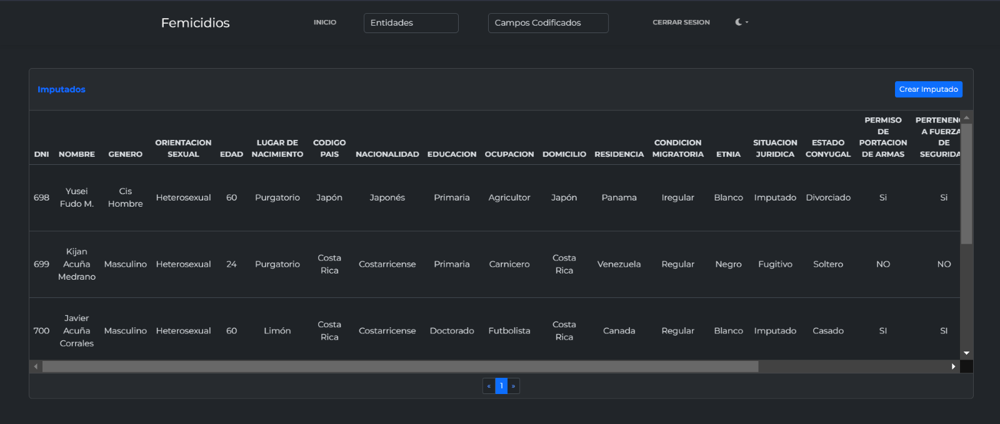 Femicidios INICIO Entidades Campos Codificados CERRAR SESION
Imputados Crear Imputado
DNI NOMBRE GENERO ORIENTACION SEXUAL EDAD LUGAR DE NACIMIENTO CODIGO PAIS NACIONALIDAD EDUCACION OCUPACION DOMICILIO RESIDENCIA CONDICION MIGRATORIA ETNIA SITUACION JURIDICA ESTADO CONYUGAL PERMISO DE PORTACION DE ARMAS PERTENENC A FUERZA DE SEGURIDA
698 Yusei Fudo M. Cis Hombre Heterosexual 60 Purgatorio Japón Japonés Primaria Agricultor Japón Panama Iregular Blanco Imputado Divorciado Si Si
699 Kijan Acuña Medrano Masculino Heterosexual 24 Purgatorio Costa Rica Costarricense Primaria Carnicero Costa Rica Venezuela Regular Negro Fugitivo Soltero NO NO
700 Javier Acuña Corrales Masculino Heterosexual 60 Limón Costa Rica Costarricense Doctorado Futbolista Costa Rica Canada Regular Blanco Imputado Casado SI SI
« 1 »